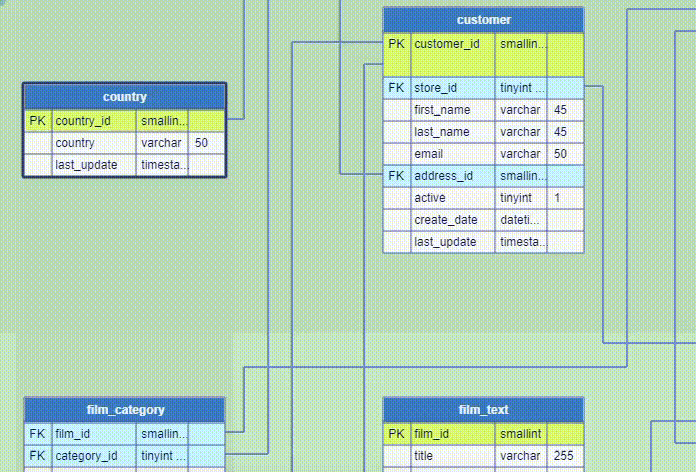 customer
PK customer_id smallin...
FK store_id tinyint ...
first_name varchar 45
last_name varchar 45
email varchar 50
FK address_id smallin...
active tinyint 1
create_date dateti...
last_update timesta...
country
PK country_id smallin...
country varchar 50
last_update timesta...
film_category
FK film_id smallin...
FK category_id tinyint ...
film_text
PK film_id smallint
title varchar 255